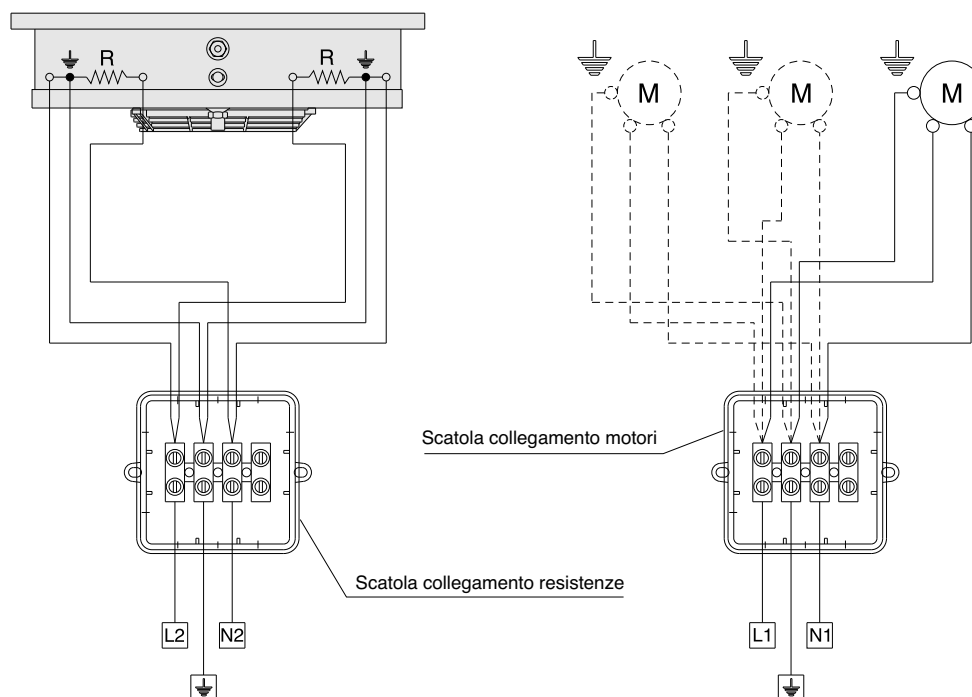 R
R
M
M
M
Scatola collegamento motori
Scatola collegamento resistenze
L2
N2
L1
N1